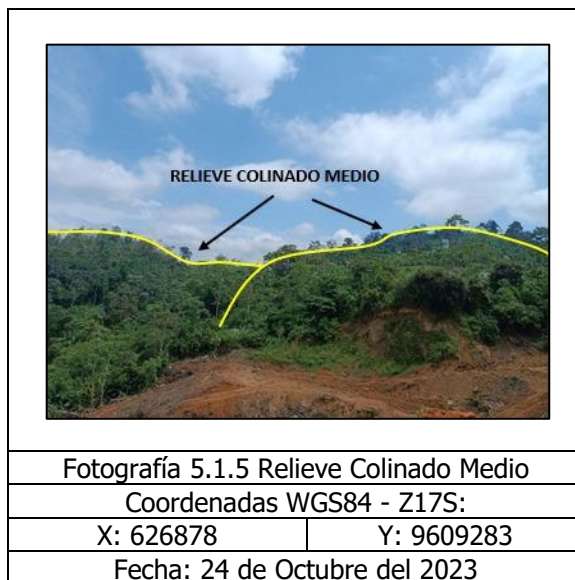 RELIEVE COLINADO MEDIO
Fotografía 5.1.5 Relieve Colinado Medio
Coordenadas WGS84 - Z17S:
X: 626878 Y: 9609283
Fecha: 24 de Octubre del 2023